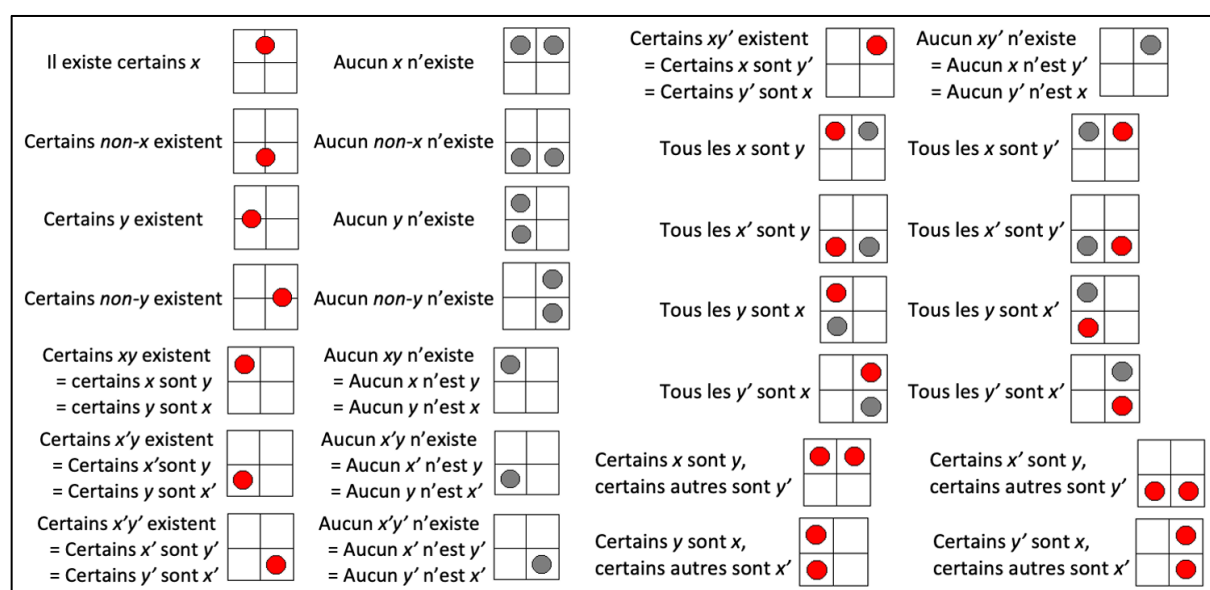 Il existe certains x
Aucun x n’existe
Certains non-x existent
Aucun non-x n’existe
Certains y existent
Aucun y n’existe
Certains non-y existent
Aucun non-y n’existe
Certains xy existent
= certains x sont y
= certains y sont x
Aucun xy n’existe
= Aucun x n’est y
= Aucun y n’est x
Certains x’y existent
= Certains x’sont y
= Certains y sont x’
Aucun x’y n’existe
= Aucun x’ n’est y
= Aucun y n’est x’
Certains x’y’ existent
= Certains x’ sont y’
= Certains y’ sont x’
Aucun x’y’ n’existe
= Aucun x’ n’est y’
= Aucun y’ n’est x’
Certains xy’ existent
= Certains x sont y’
= Certains y’ sont x
Aucun xy’ n’existe
= Aucun x n’est y’
= Aucun y’ n’est x
Tous les x sont y
Tous les x sont y’
Tous les x’ sont y
Tous les x’ sont y’
Tous les y sont x
Tous les y sont x’
Tous les y’ sont x
Tous les y’ sont x’
Certains x sont y,
certains autres sont y’
Certains x’ sont y,
certains autres sont y’
Certains y sont x,
certains autres sont x’
Certains y’ sont x,
certains autres sont x’